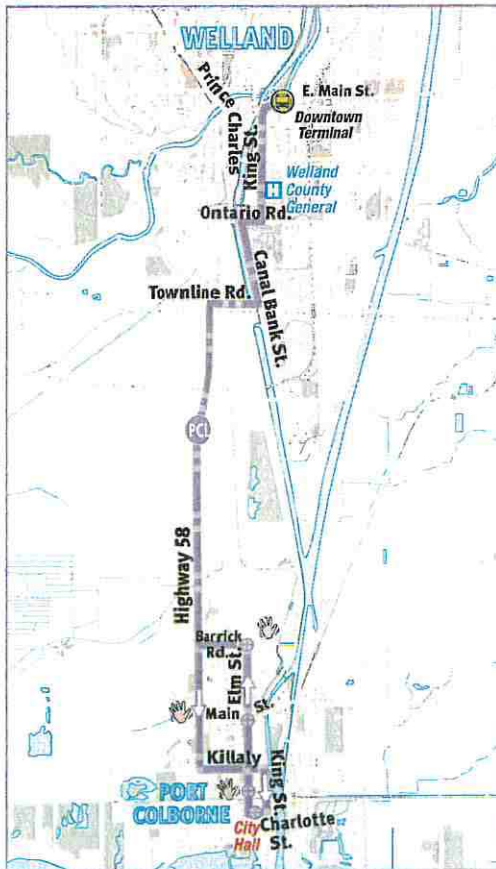 WELLAND
Prince Charles
E. Main St.
Downtown
Terminal
King St.
H
Welland
County
General
Ontario Rd.
Canal Bank St.
Townline Rd.
PCL
Highway 58
Barrick
Rd.
Elm St.
Main St.
Killaly
King St.
PORT
COLBORNE
City
Hall
Charlotte
St.